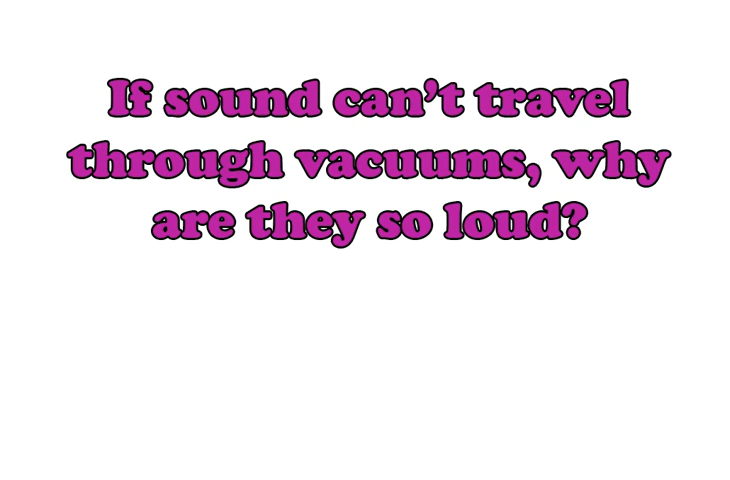 If sound can’t travel
through vacuums, why
are they so loud?